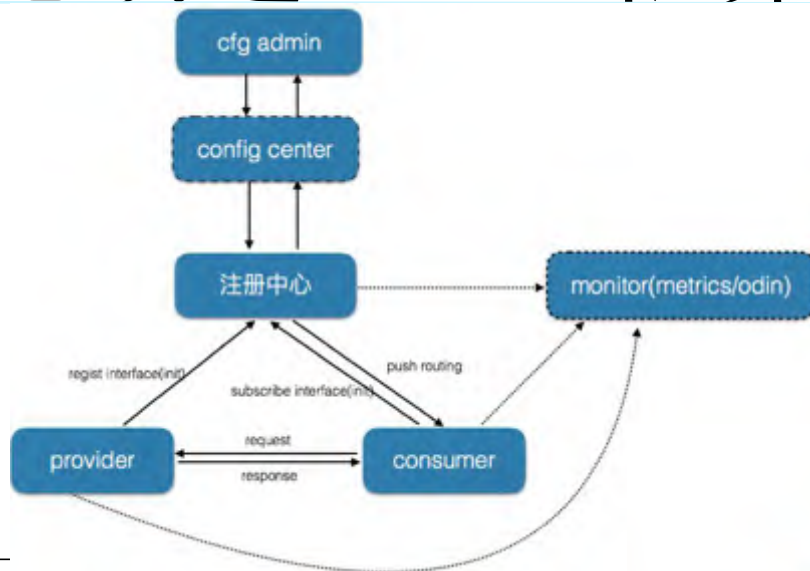 cfg admin
config center
注册中心
monitor(metrics/odin)
regist interface(init)
push routing
subscribe interface(init)
provider
request
response
consumer